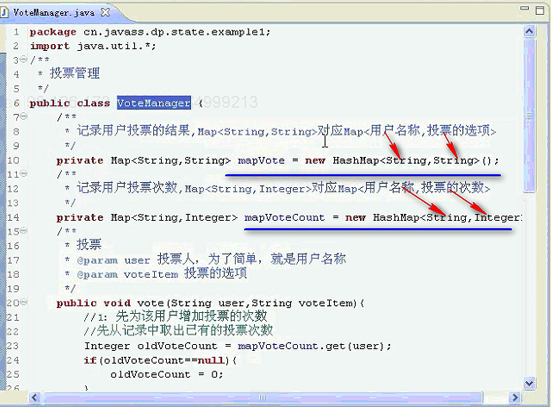 VoteManager.java
1 package cn.javass.dp.state.example1;
2 import java.util.*;
3 /**
4 * 投票管理
5 */
6 public class VoteManager { 4999213
7 /**
8 * 记录用户投票的结果,Map<String,String>对应Map<用户名称,投票的选项>
9 */
10 private Map<String,String> mapVote = new HashMap<String,String>();
11 /**
12 * 记录用户投票次数,Map<String,Integer>对应Map<用户名称,投票的次数>
13 */
14 private Map<String,Integer> mapVoteCount = new HashMap<String,Integer
15 /**
16 * 投票
17 * @param user 投票人，为了简单，就是用户名称
18 * @param voteItem 投票的选项
19 */
20 public void vote(String user,String voteItem){
21 //1：先为该用户增加投票的次数
22 //先从记录中取出已有的投票次数
23 Integer oldVoteCount = mapVoteCount.get(user);
24 if(oldVoteCount==null){
25 oldVoteCount = 0;
26 }